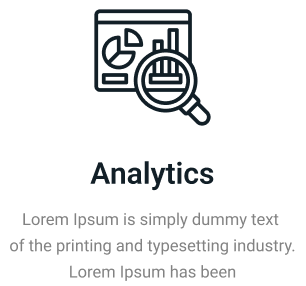 Analytics
Lorem Ipsum is simply dummy text
of the printing and typesetting industry.
Lorem Ipsum has been